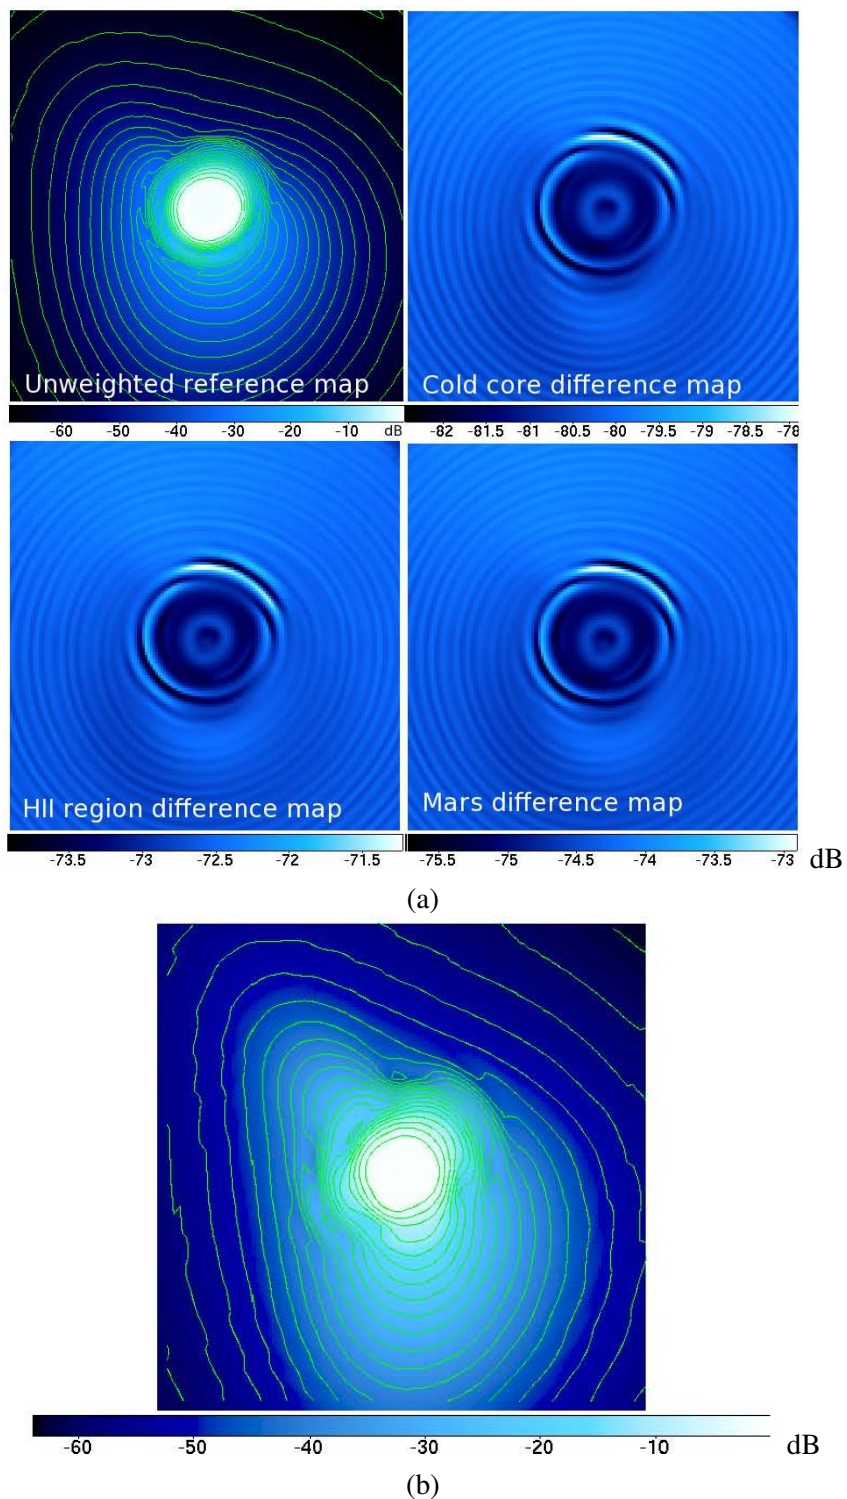 Unweighted reference map
Cold core difference map
-60 -50 -40 -30 -20 -10 dB
-82 -81.5 -81 -80.5 -80 -79.5 -79 -78.5 -78
HII region difference map
Mars difference map
-73.5 -73 -72.5 -72 -71.5
-75.5 -75 -74.5 -74 -73.5 -73 dB
(a)
-60 -50 -40 -30 -20 -10 dB
(b)